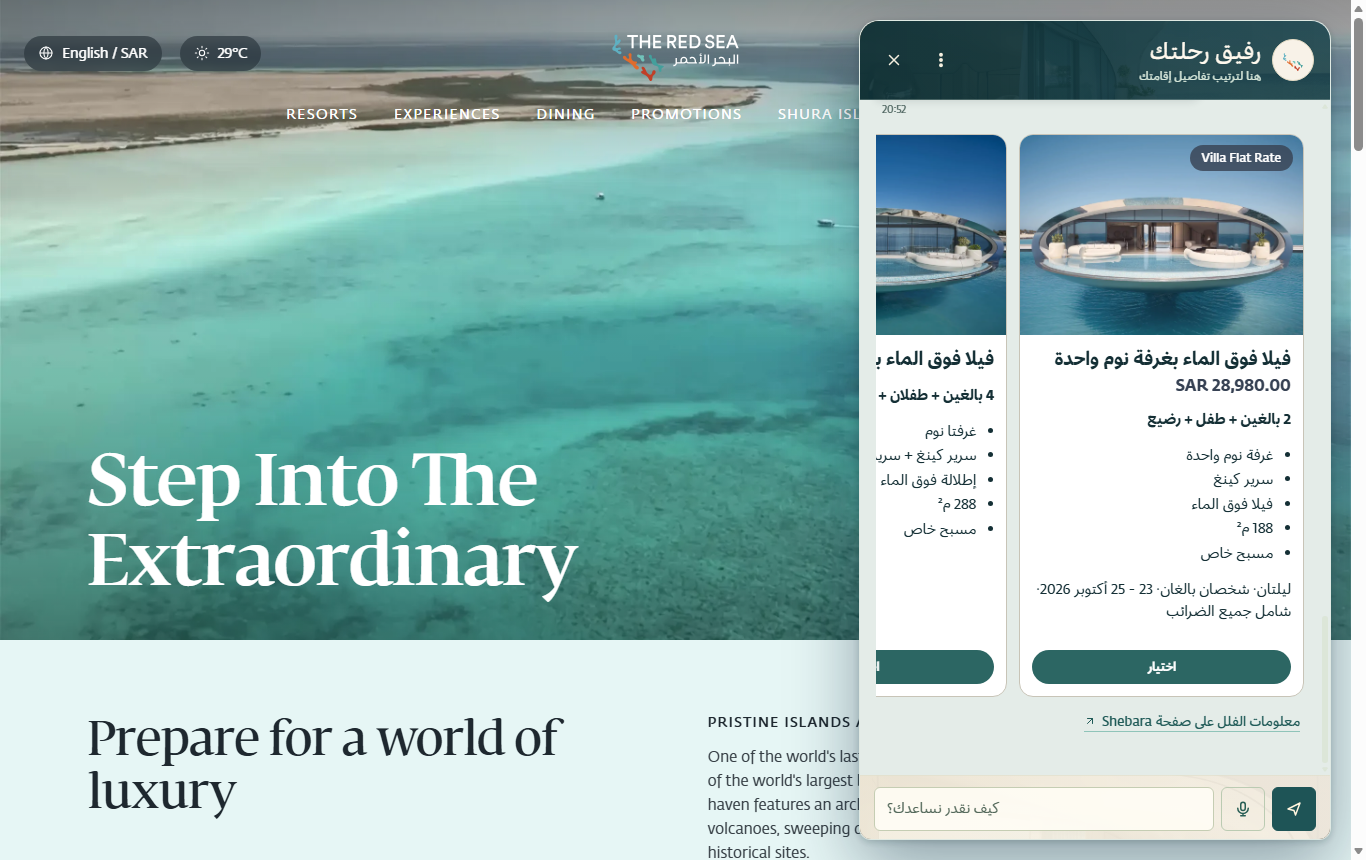 English / SAR
29°C
THE RED SEA
البحر الأحمر
RESORTS
EXPERIENCES
DINING
PROMOTIONS
SHURA
Step Into The
Extraordinary
Prepare for a world of
luxury
PRISTINE ISLANDS
One of the world's
of the world's largest
haven features an
volcanoes, sweeping
historical sites.
رفيق رحلتك
هنا لترتيب تفاصيل إقامتك
20:52
Villa Flat Rate
فيلا فوق الماء بغرفة نوم واحدة
SAR 28,980.00
2 بالغين + طفل + رضيع
غرفة نوم واحدة
سرير كينغ
فيلا فوق الماء
188 م²
مسبح خاص
ليلتان· شخصان بالغان· 23 - 25 أكتوبر 2026·
شامل جميع الضرائب
اختيار
فيلا فوق الماء
4 بالغين + طفلان +
غرفتا نوم
سرير كينغ +
إطلالة فوق الماء
288 م²
مسبح خاص
معلومات الفلل على صفحة Shebara
كيف نقدر نساعدك؟